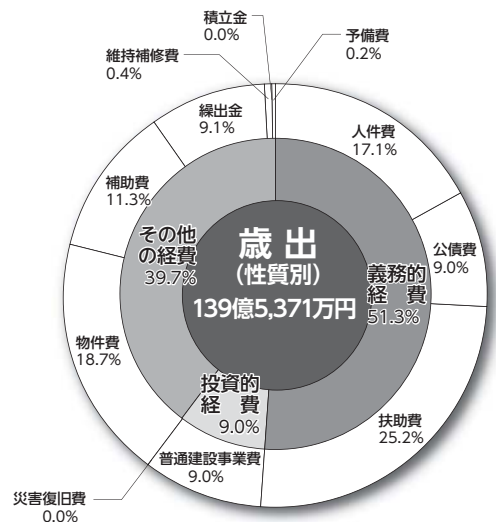 積立金
0.0%
予備費
0.2%
維持補修費
0.4%
繰出金
9.1%
人件費
17.1%
補助費
11.3%
公債費
9.0%
その他
の経費
39.7%
歳出
(性質別)
139億5,371万円
義務的
経　費
51.3%
物件費
18.7%
投資的
経　費
9.0%
扶助費
25.2%
普通建設事業費
9.0%
災害復旧費
0.0%